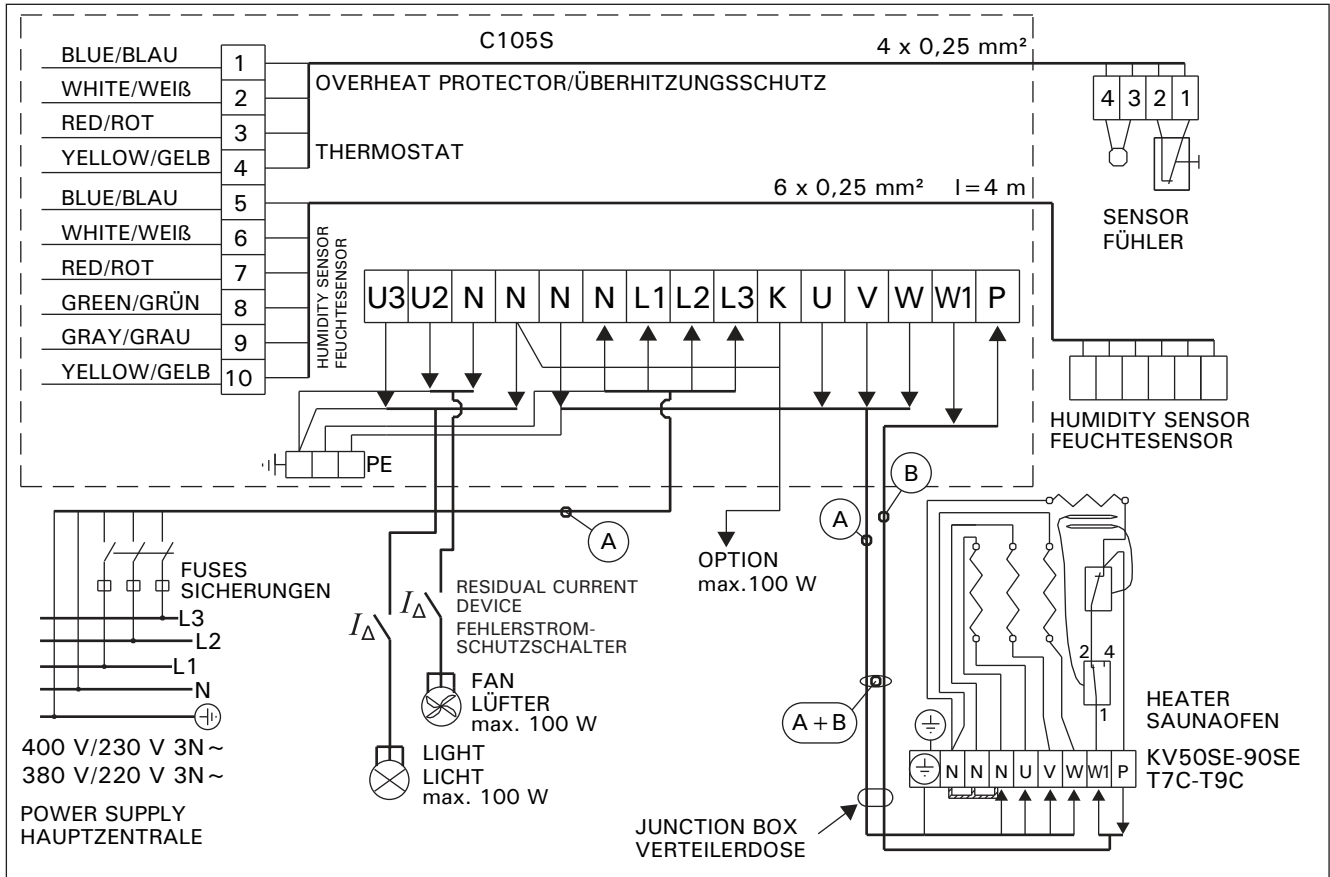 C105S
4 x 0,25 mm²
BLUE/BLAU 1
WHITE/WEIß 2
RED/ROT 3
YELLOW/GELB 4
BLUE/BLAU 5
WHITE/WEIß 6
RED/ROT 7
GREEN/GRÜN 8
GRAY/GRAU 9
YELLOW/GELB 10
OVERHEAT PROTECTOR/ÜBERHITZUNGSSCHUTZ
THERMOSTAT
4 3 2 1
SENSOR
FÜHLER
6 x 0,25 mm² l=4 m
HUMIDITY SENSOR
FEUCHTESENSOR
U3 U2 N N N N L1 L2 L3 K U V W W1 P
HUMIDITY SENSOR
FEUCHTESENSOR
PE
A
B
A
OPTION
max.100 W
FUSES
SICHERUNGEN
L3
L2
L1
N
400 V/230 V 3N~
380 V/220 V 3N~
POWER SUPPLY
HAUPTZENTRALE
IΔ
IΔ
RESIDUAL CURRENT
DEVICE
FEHLERSTROM-
SCHUTZSCHALTER
FAN
LÜFTER
max. 100 W
LIGHT
LICHT
max. 100 W
A+B
JUNCTION BOX
VERTEILERDOSE
2 4
1
N N N U V W W1 P
HEATER
SAUNAOFEN
KV50SE-90SE
T7C-T9C